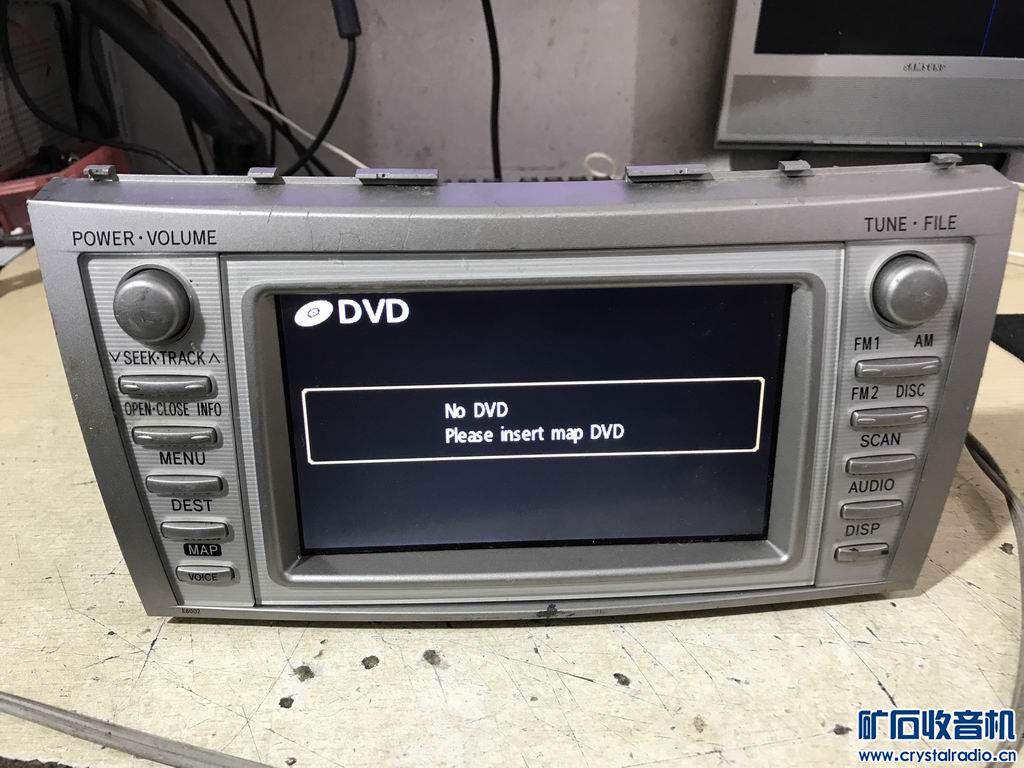 SAMSUNG
POWER·VOLUME
TUNE·FILE
DVD
∨SEEK·TRACK∧
FM1 AM
OPEN·CLOSE INFO
FM2 DISC
No DVD
Please insert map DVD
MENU
SCAN
DEST
AUDIO
MAP
DISP
VOICE
E8002
矿石收音机
www.crystalradio.cn